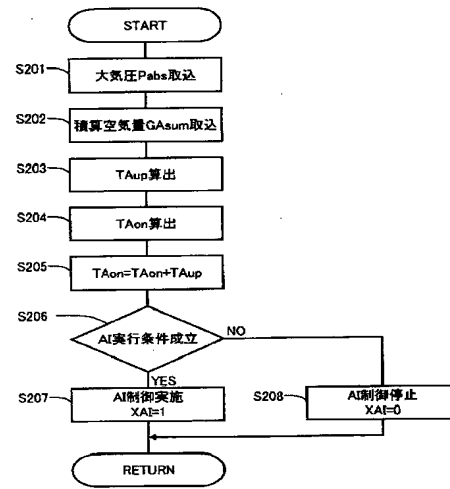 START
S201
大気圧Pabs取込
S202
積算空気量GAsum取込
S203
TAup算出
S204
TAon算出
S205
TAon=TAon+TAup
S206
AI実行条件成立
NO
YES
S207
AI制御実施
XAI=1
S208
AI制御停止
XAI=0
RETURN